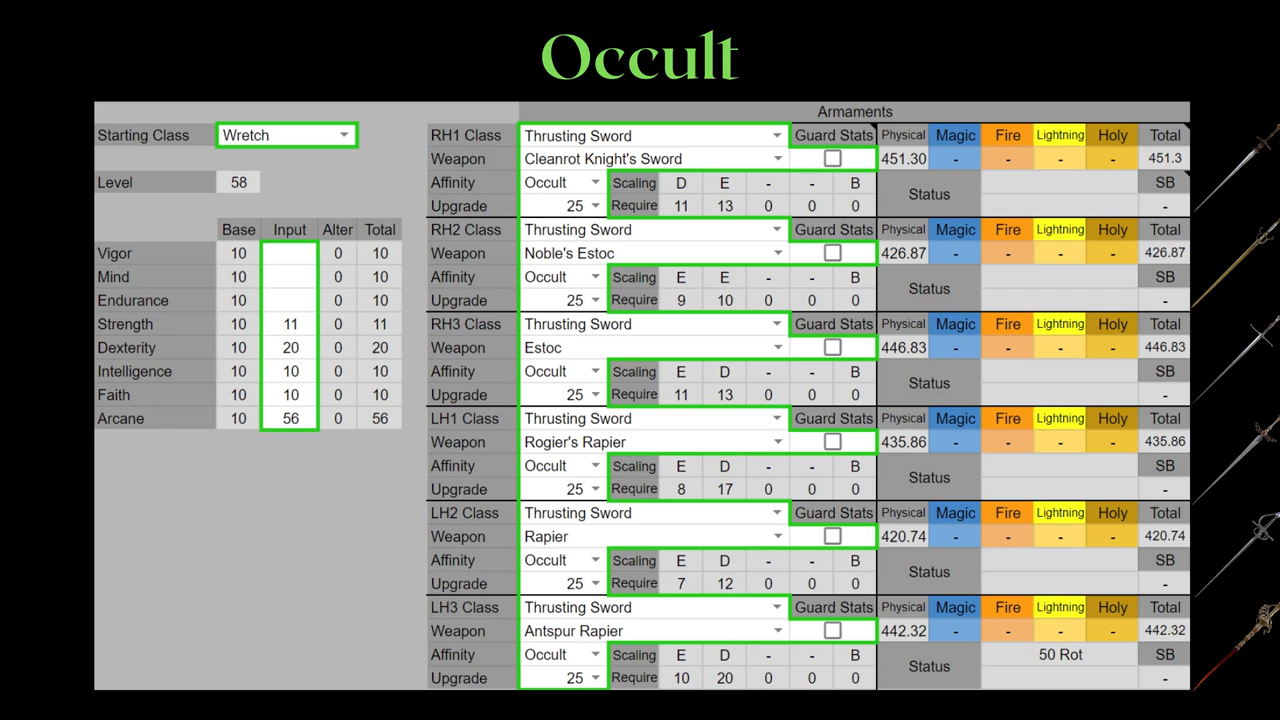 Occult
Armaments
Starting Class Wretch RH1 Class Thrusting Sword Guard Stats Physical Magic Fire Lightning Holy Total
Weapon Cleanrot Knight's Sword 451.30 - - - - 451.3
Level 58 Affinity Occult Scaling D E - - B Status SB
Upgrade 25 Require 11 13 0 0 0 -
Base Input Alter Total RH2 Class Thrusting Sword Guard Stats Physical Magic Fire Lightning Holy Total
Vigor 10 0 10 Weapon Noble's Estoc 426.87 - - - - 426.87
Mind 10 0 10 Affinity Occult Scaling E E - - B Status SB
Endurance 10 0 10 Upgrade 25 Require 9 10 0 0 0 -
Strength 10 11 0 11 RH3 Class Thrusting Sword Guard Stats Physical Magic Fire Lightning Holy Total
Dexterity 10 20 0 20 Weapon Estoc 446.83 - - - - 446.83
Intelligence 10 10 0 10 Affinity Occult Scaling E D - - B Status SB
Faith 10 10 0 10 Upgrade 25 Require 11 13 0 0 0 -
Arcane 10 56 0 56 LH1 Class Thrusting Sword Guard Stats Physical Magic Fire Lightning Holy Total
Weapon Rogier's Rapier 435.86 - - - - 435.86
Affinity Occult Scaling E D - - B Status SB
Upgrade 25 Require 8 17 0 0 0 -
LH2 Class Thrusting Sword Guard Stats Physical Magic Fire Lightning Holy Total
Weapon Rapier 420.74 - - - - 420.74
Affinity Occult Scaling E D - - B Status SB
Upgrade 25 Require 7 12 0 0 0 -
LH3 Class Thrusting Sword Guard Stats Physical Magic Fire Lightning Holy Total
Weapon Antspur Rapier 442.32 - - - - 442.32
Affinity Occult Scaling E D - - B Status 50 Rot SB
Upgrade 25 Require 10 20 0 0 0 -